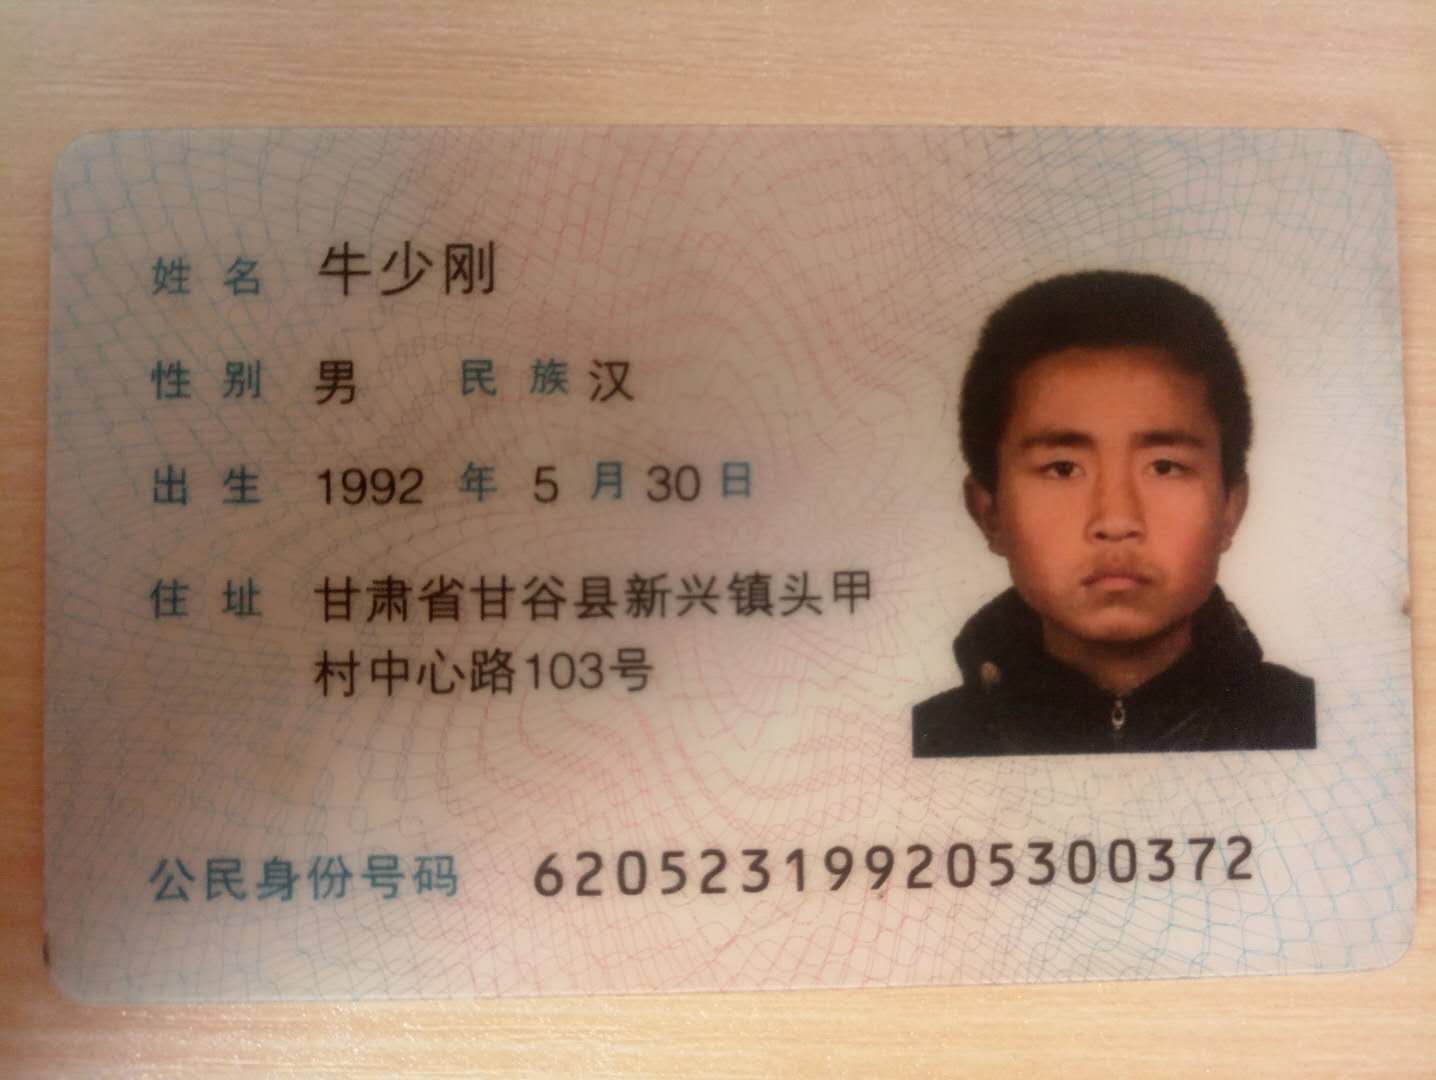 姓名 牛少刚
性别 男 民族 汉
出生 1992 年 5 月 30 日
住址 甘肃省甘谷县新兴镇头甲
村中心路103号
公民身份号码 620523199205300372